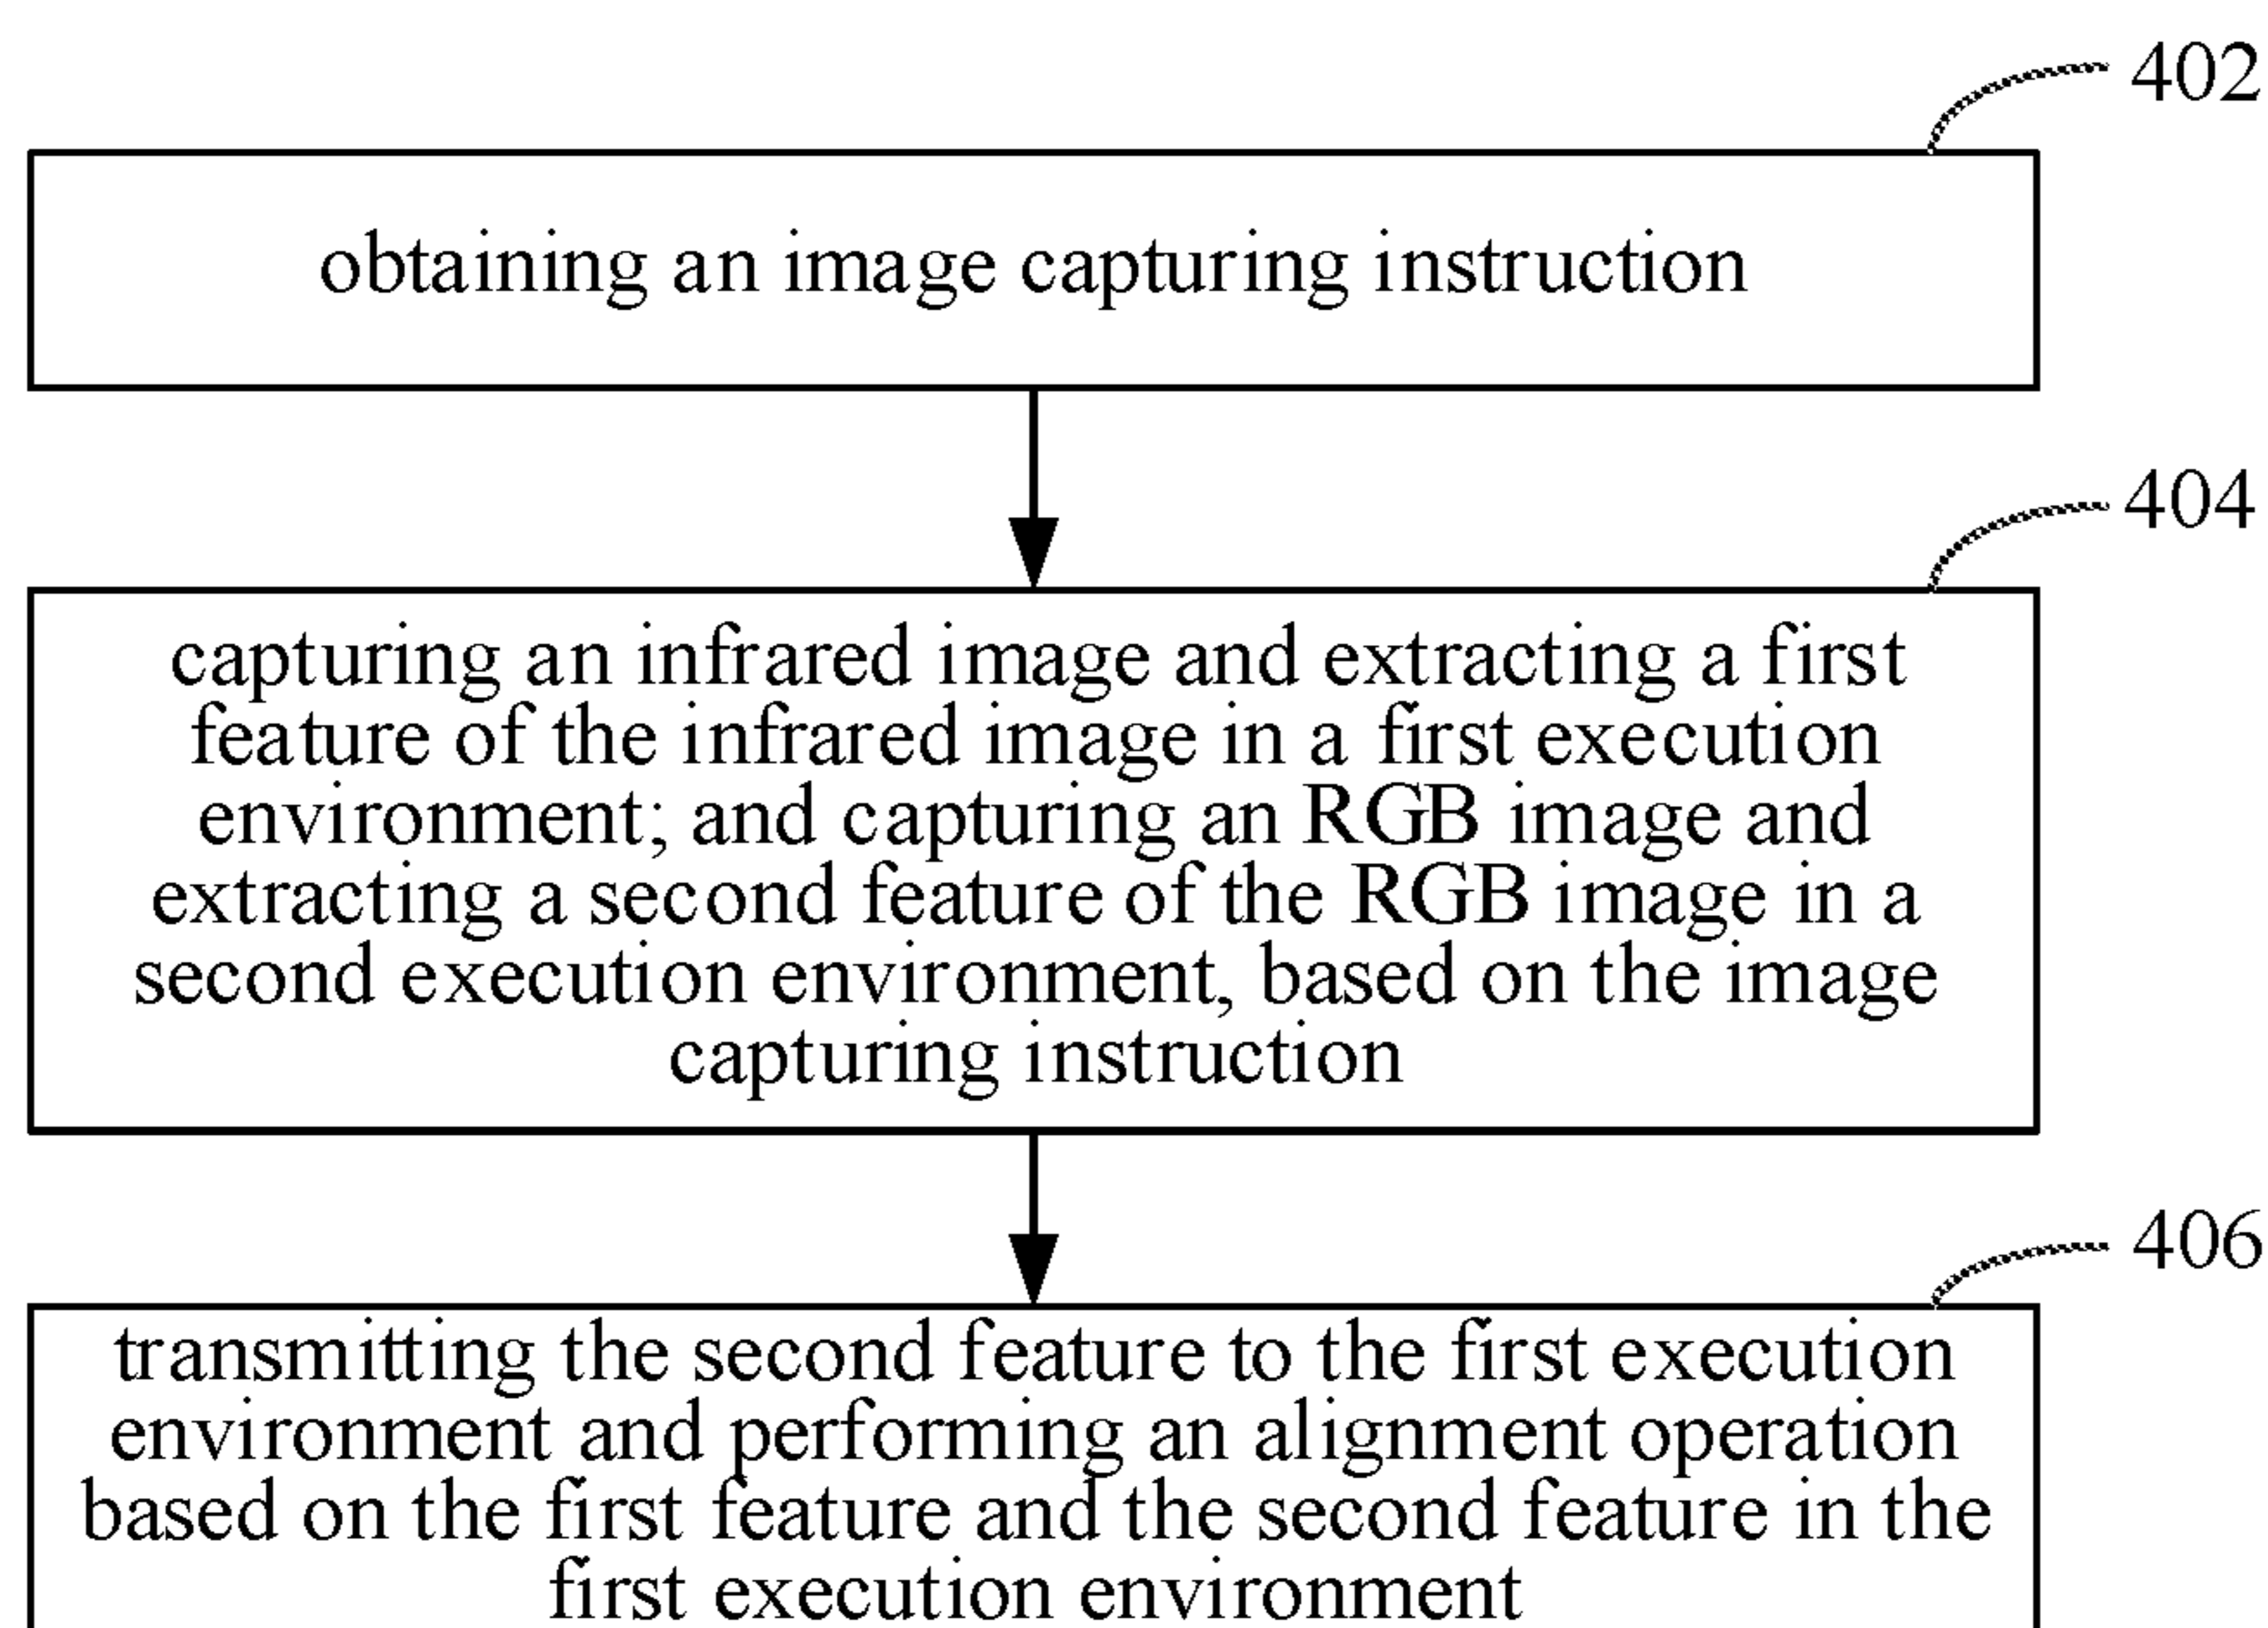 402
obtaining an image capturing instruction
404
capturing an infrared image and extracting a first
feature of the infrared image in a first execution
environment; and capturing an RGB image and
extracting a second feature of the RGB image in a
second execution environment, based on the image
capturing instruction
406
transmitting the second feature to the first execution
environment and performing an alignment operation
based on the first feature and the second feature in the
first execution environment